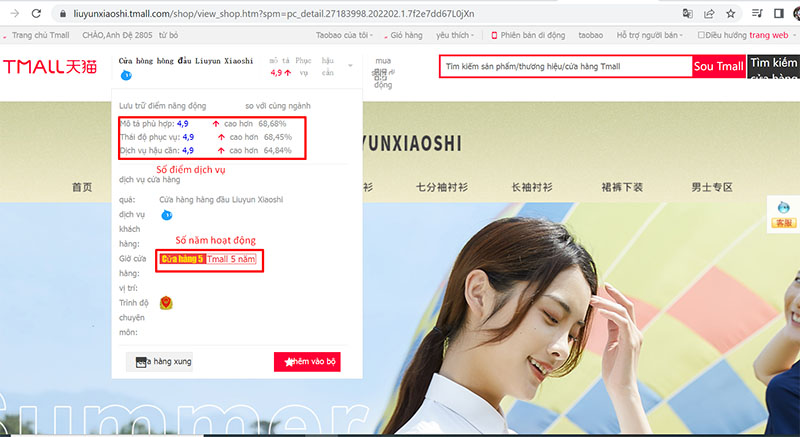 liuyunxiaoshi.tmall.com/shop/view_shop.htm?spm=pc_detail.27183998.202202.1.7f2e7dd67L0jXn
Trang chủ Tmall CHÀO,Anh Dệ 2805 từ bỏ Taobao của tôi Giỏ hàng yêu thích Phiên bản di động taobao Hỗ trợ người bán Điều hướng trang web
TMALL天猫
Cửa hòng hòng đầu Liuyun Xiaoshi
mô tả Phục hậu
4,9 vụ cần
mua
động
Tìm kiếm sản phẩm/thương hiệu/cửa hàng Tmall
Sou Tmall
Tìm kiếm
cửa hàng
Lưu trữ điểm năng động so với cùng ngành
Mô tả phù hợp: 4,9 cao hơn 68,68%
Thái độ phục vụ: 4,9 cao hơn 68,45%
Dịch vụ hậu cần: 4,9 cao hơn 64,84%
Số điểm dịch vụ
dịch vụ cửa hàng
quá: Cửa hàng hàng đầu Liuyun Xiaoshi
dịch vụ
khách
hàng:
Số năm hoạt động
Giờ cửa
hàng:
Cửa hàng 5 Tmall 5 năm
vị trí:
Trình độ
chuyên
môn:
cửa hàng xung
thêm vào bộ
YUNXIAOSHI
首页 衫 七分袖衬衫 长袖衬衫 裙裤下装 男士专区
客服
Summer